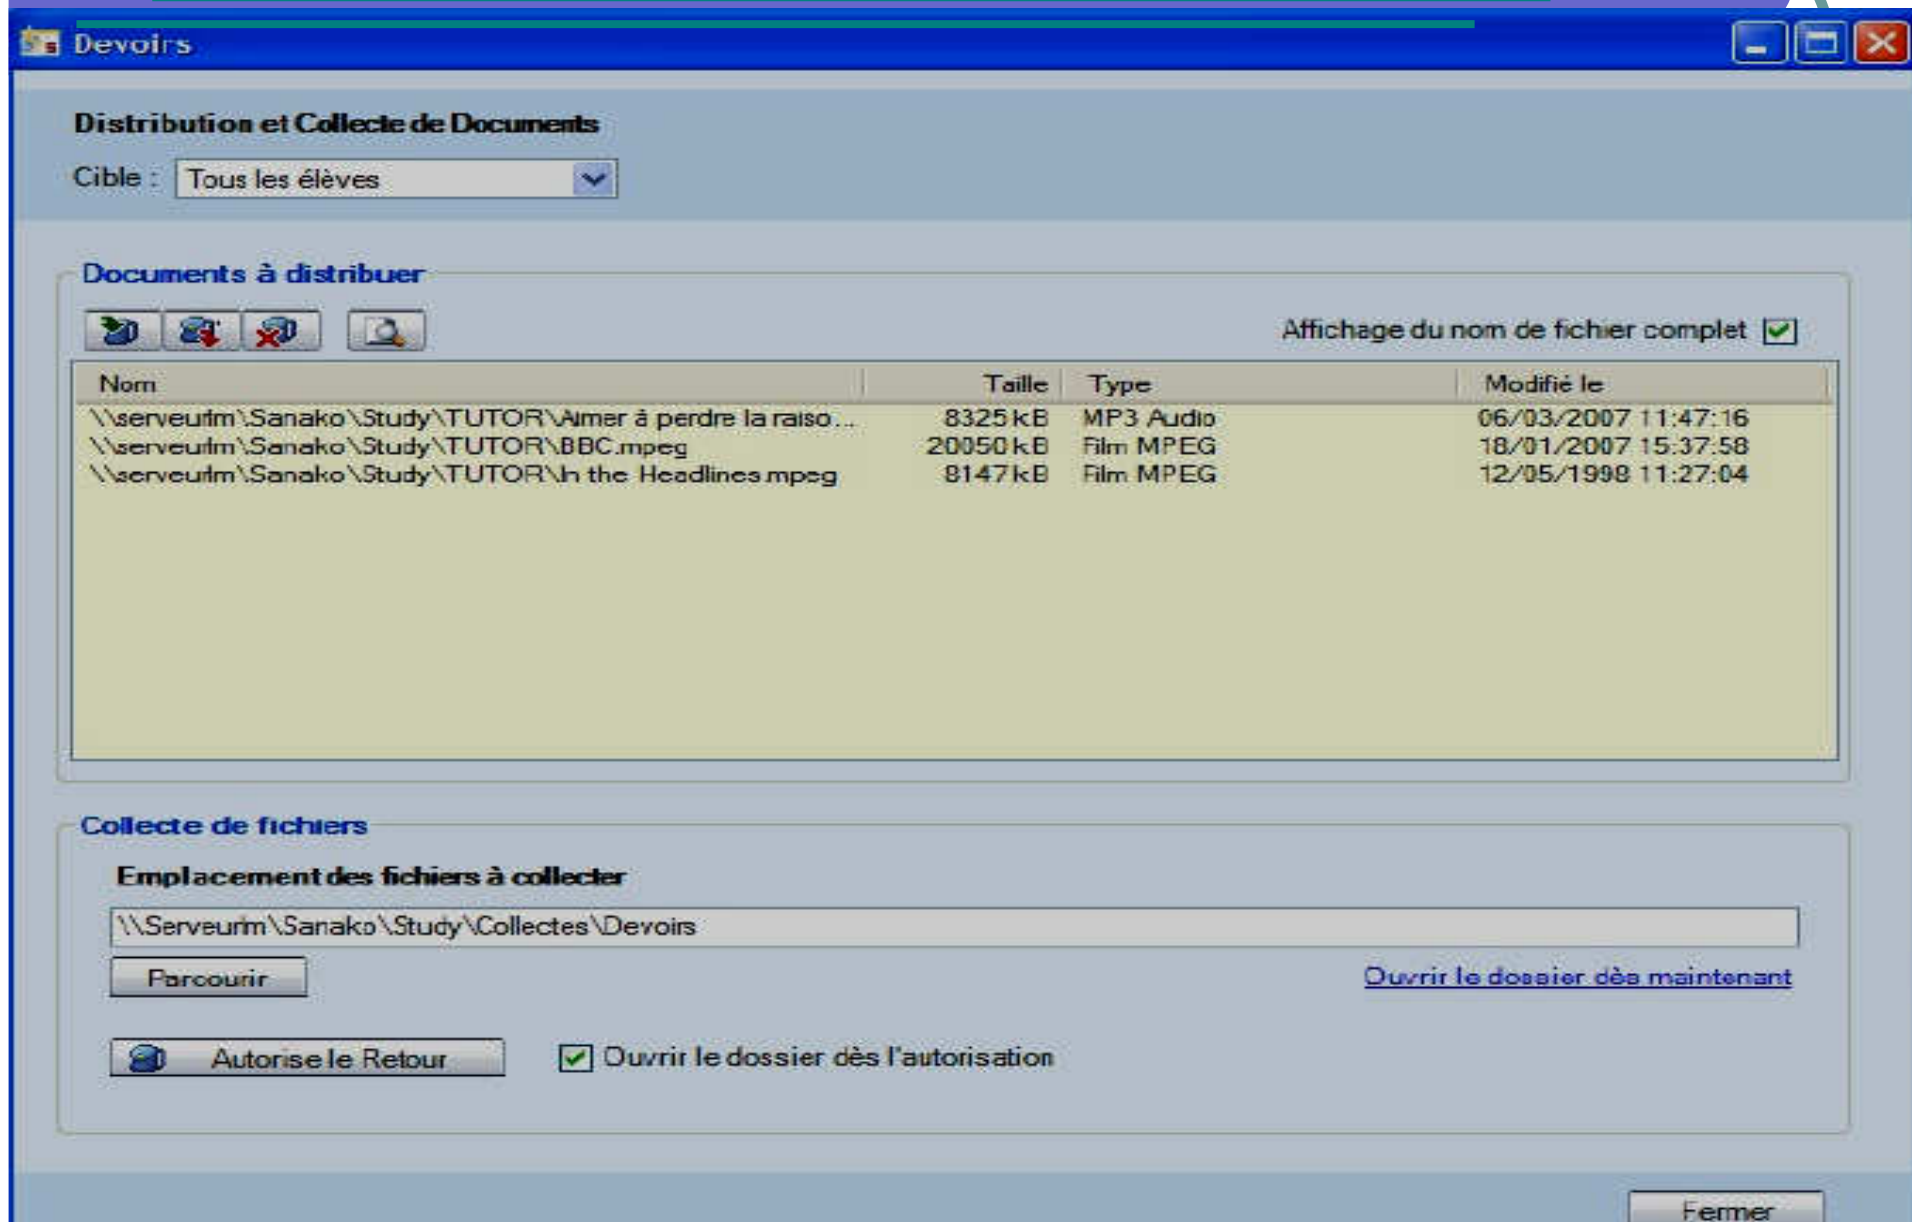 Devoirs
Distribution et Collecte de Documents
Cible : Tous les élèves
Documents à distribuer
Affichage du nom de fichier complet
Nom Taille Type Modifié le
\\serveurlm\Sanako\Study\TUTOR\Aimer à perdre la raiso... 8325 kB MP3 Audio 06/03/2007 11:47:16
\\serveurlm\Sanako\Study\TUTOR\BBC.mpeg 20050 kB Film MPEG 18/01/2007 15:37:58
\\serveurlm\Sanako\Study\TUTOR\In the Headlines.mpeg 8147 kB Film MPEG 12/05/1998 11:27:04
Collecte de fichiers
Emplacement des fichiers à collecter
\\Serveurlm\Sanako\Study\Collectes\Devoirs
Parcourir
Ouvrir le dossier dès maintenant
Autorise le Retour
Ouvrir le dossier dès l'autorisation
Fermer